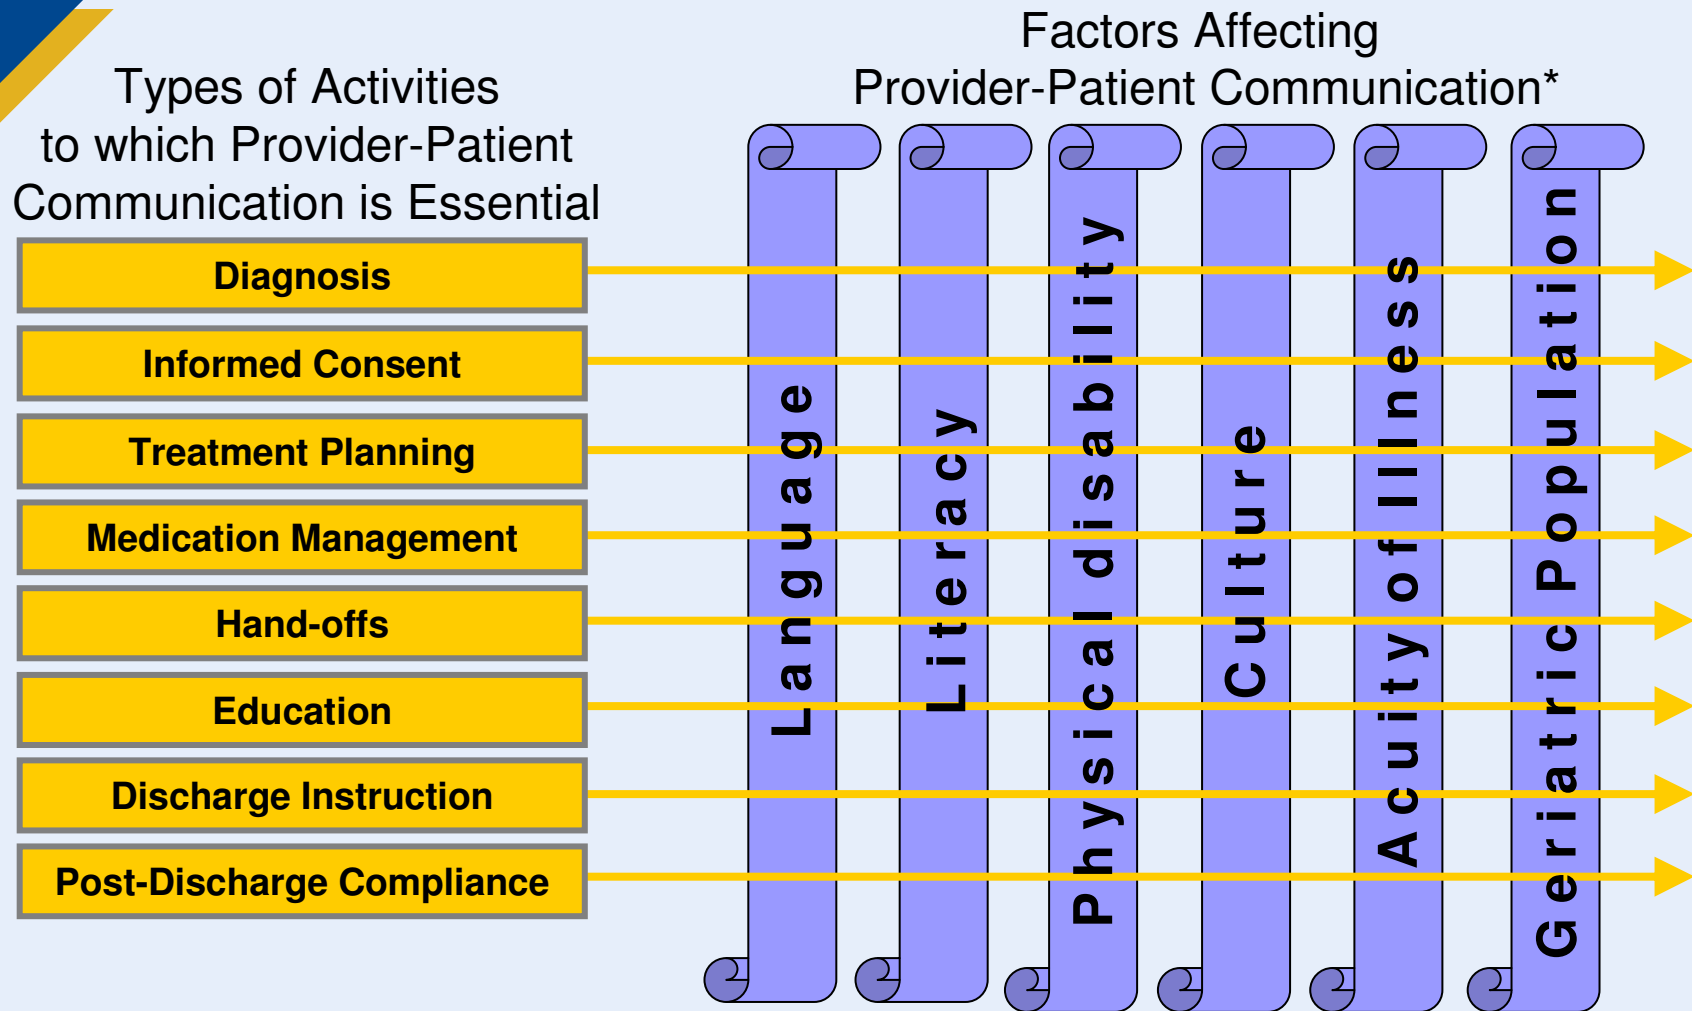 Types of Activities
to which Provider-Patient
Communication is Essential
Diagnosis
Informed Consent
Treatment Planning
Medication Management
Hand-offs
Education
Discharge Instruction
Post-Discharge Compliance
Factors Affecting
Provider-Patient Communication*
Language
Literacy
Physical disability
Culture
Acuity of Illness
Geriatric Population